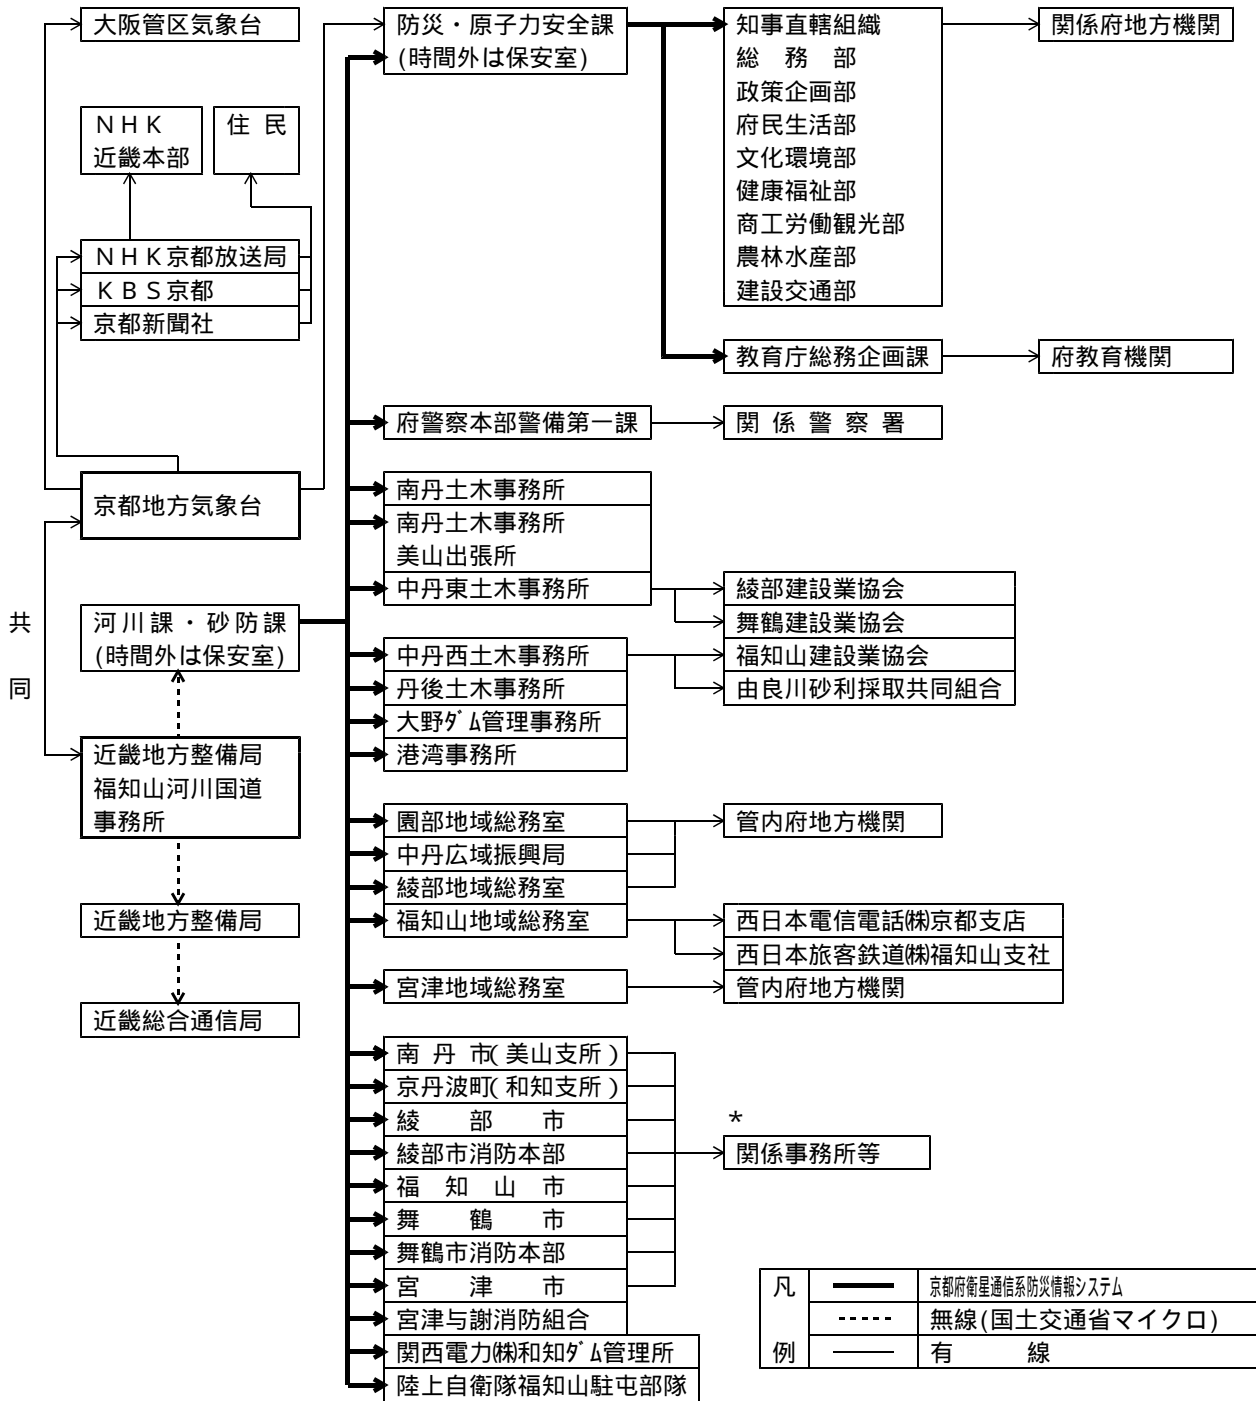 大阪管区気象台
防災・原子力安全課
(時間外は保安室)
知事直轄組織
総　務　部
政策企画部
府民生活部
文化環境部
健康福祉部
商工労働観光部
農林水産部
建設交通部
関係府地方機関
ＮＨＫ
近畿本部
住 民
ＮＨＫ京都放送局
ＫＢＳ京都
京都新聞社
教育庁総務企画課
府教育機関
府警察本部警備第一課
関 係 警 察 署
京都地方気象台
南丹土木事務所
南丹土木事務所
美山出張所
中丹東土木事務所
綾部建設業協会
舞鶴建設業協会
共
同
河川課・砂防課
(時間外は保安室)
中丹西土木事務所
福知山建設業協会
由良川砂利採取共同組合
丹後土木事務所
大野ﾀﾞﾑ管理事務所
港湾事務所
近畿地方整備局
福知山河川国道
事務所
園部地域総務室
管内府地方機関
中丹広域振興局
綾部地域総務室
福知山地域総務室
西日本電信電話㈱京都支店
西日本旅客鉄道㈱福知山支社
近畿地方整備局
宮津地域総務室
管内府地方機関
近畿総合通信局
南 丹 市(美山支所)
京丹波町(和知支所)
綾　部　市
綾部市消防本部
＊
関係事務所等
福　知　山　市
舞　鶴　市
舞鶴市消防本部
宮　津　市
宮津与謝消防組合
関西電力㈱和知ﾀﾞﾑ管理所
陸上自衛隊福知山駐屯部隊
凡
例
京都府衛星通信系防災情報システム
無線(国土交通省マイクロ)
有　　線